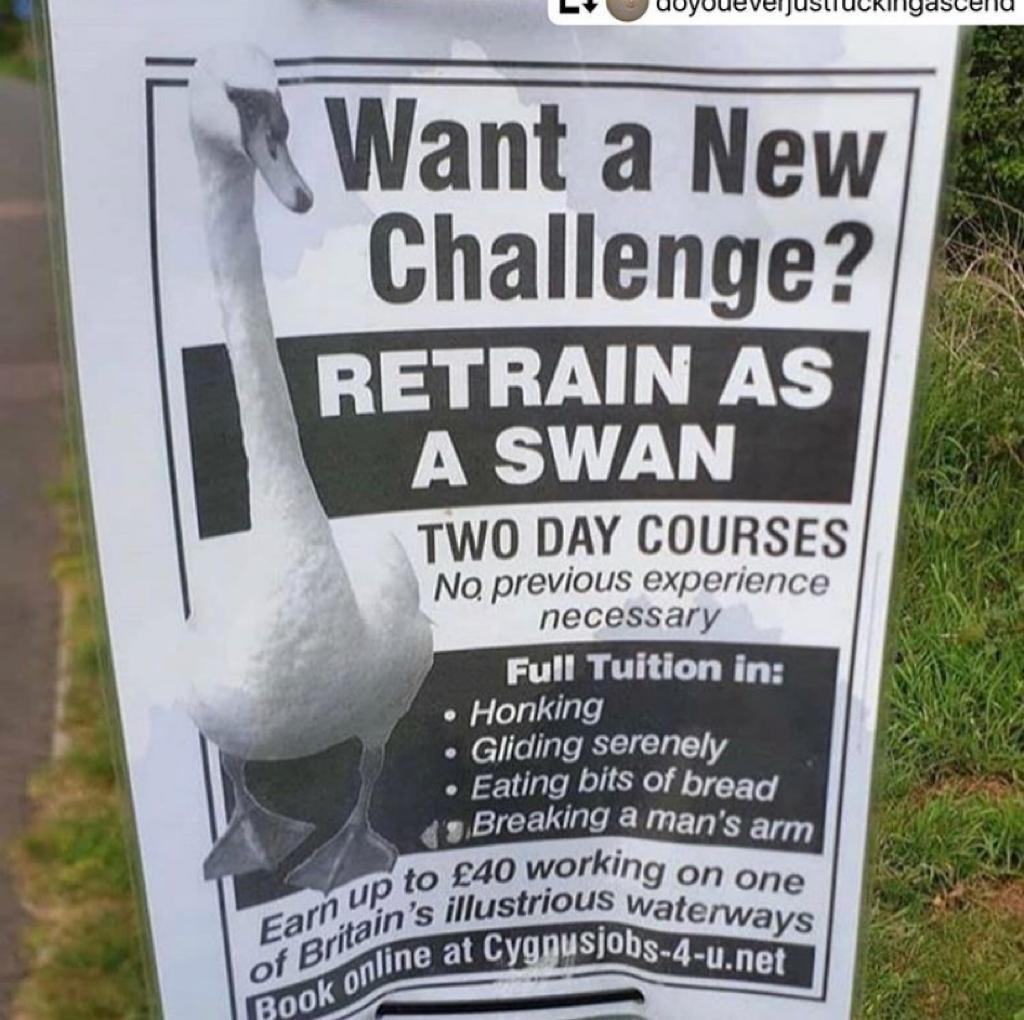 doyoueverjustfuckingascend
Want a New
Challenge?
RETRAIN AS
A SWAN
TWO DAY COURSES
No previous experience
necessary
Full Tuition in:
• Honking
• Gliding serenely
• Eating bits of bread
• Breaking a man's arm
Earn up to £40 working on one
of Britain's illustrious waterways
Book online at Cygnusjobs-4-u.net